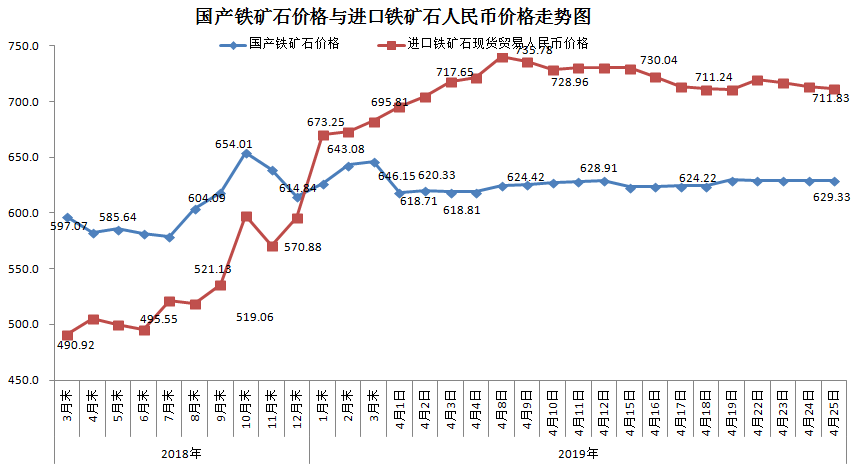 国产铁矿石价格与进口铁矿石人民币价格走势图
国产铁矿石价格
进口铁矿石现货贸易人民币价格
750.0
700.0
650.0
600.0
550.0
500.0
450.0
597.07
585.64
604.09
654.01
614.84
643.08
646.15
618.71
620.33
618.81
624.42
628.91
624.22
629.33
490.92
495.55
521.13
519.06
570.88
673.25
695.81
717.65
735.78
728.96
730.04
711.24
711.83
3月末
4月末
5月末
6月末
7月末
8月末
9月末
10月末
11月末
12月末
1月末
2月末
3月末
4月1日
4月2日
4月3日
4月4日
4月8日
4月9日
4月10日
4月11日
4月12日
4月15日
4月16日
4月17日
4月18日
4月19日
4月22日
4月23日
4月24日
4月25日
2018年
2019年